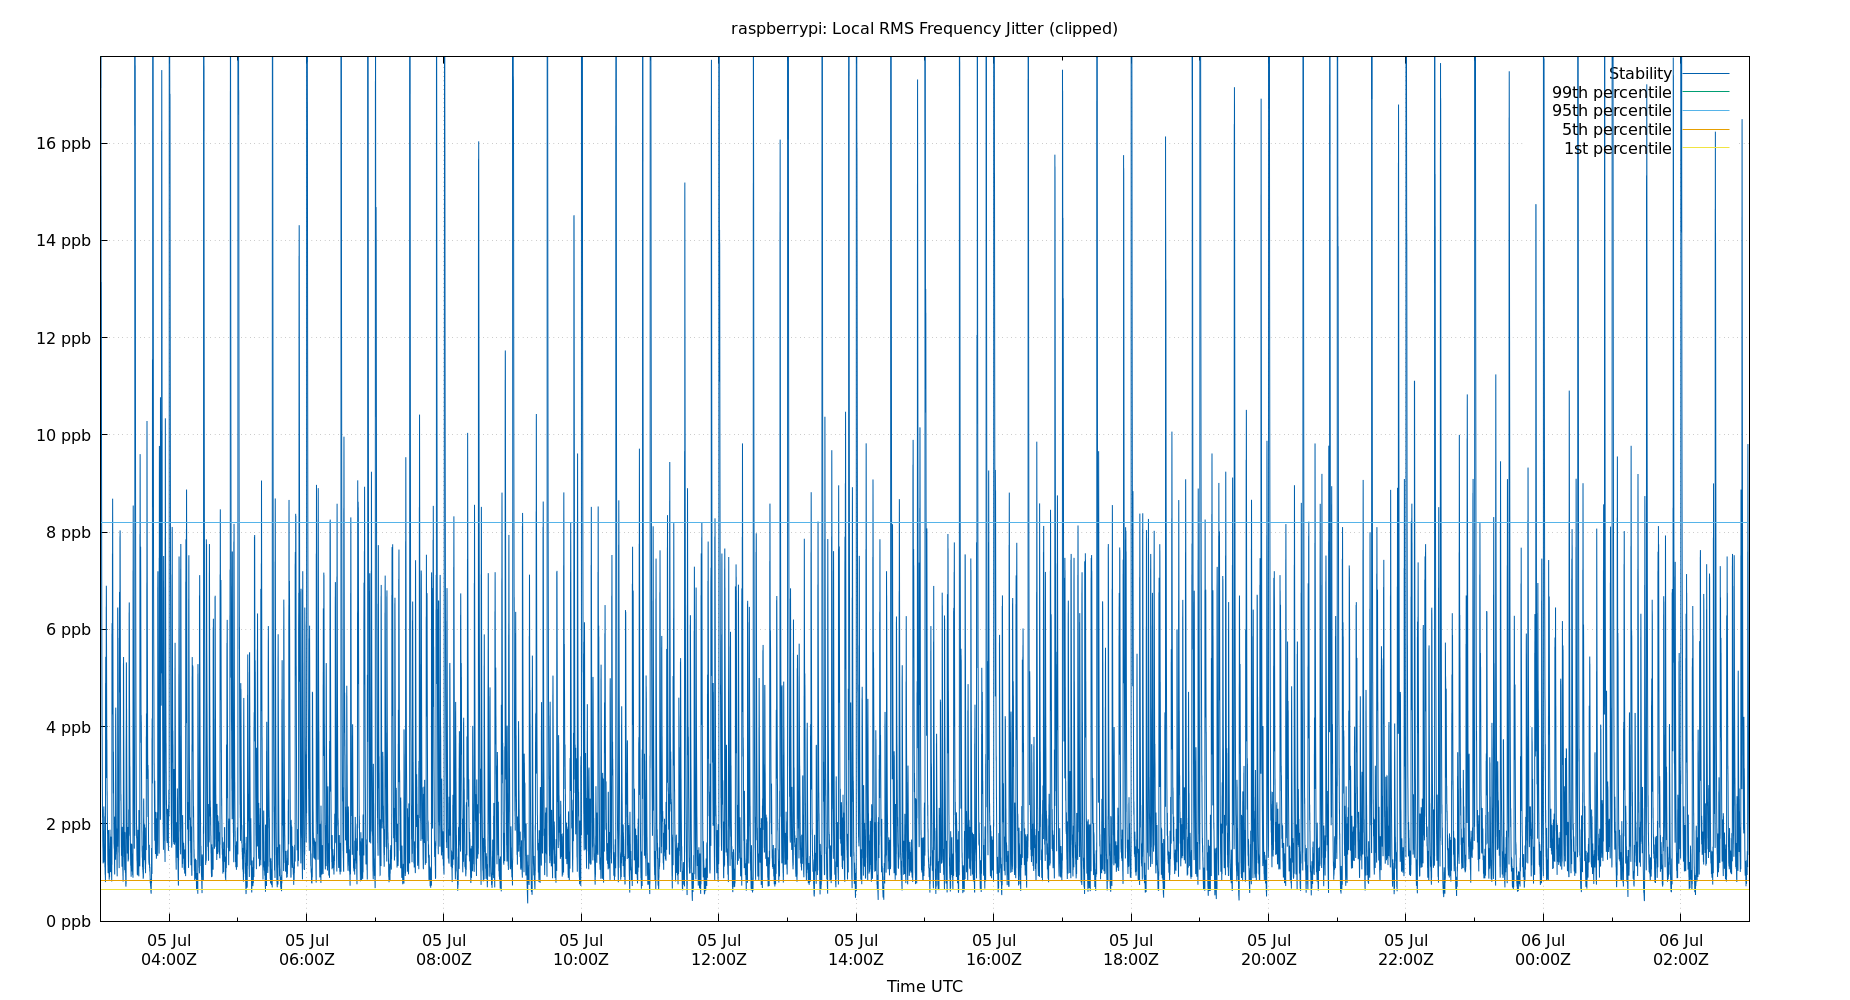 raspberrypi: Local RMS Frequency Jitter (clipped)
Stability
99th percentile
95th percentile
5th percentile
1st percentile
16 ppb
14 ppb
12 ppb
10 ppb
8 ppb
6 ppb
4 ppb
2 ppb
0 ppb
05 Jul 05 Jul 05 Jul 05 Jul 05 Jul 05 Jul 05 Jul 05 Jul 05 Jul 05 Jul 06 Jul 06 Jul
04:00Z 06:00Z 08:00Z 10:00Z 12:00Z 14:00Z 16:00Z 18:00Z 20:00Z 22:00Z 00:00Z 02:00Z
Time UTC